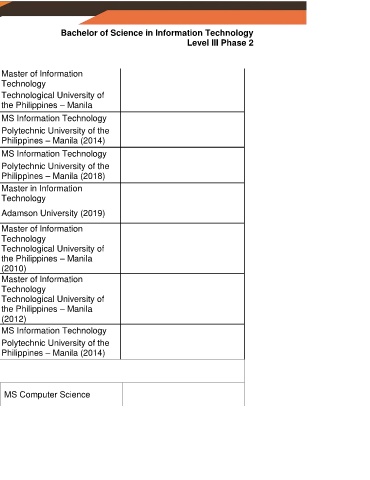 Bachelor of Science in Information Technology
Level III Phase 2
Master of Information
Technology
Technological University of
the Philippines – Manila
MS Information Technology
Polytechnic University of the
Philippines – Manila (2014)
MS Information Technology
Polytechnic University of the
Philippines – Manila (2018)
Master in Information
Technology
Adamson University (2019)
Master of Information
Technology
Technological University of
the Philippines – Manila
(2010)
Master of Information
Technology
Technological University of
the Philippines – Manila
(2012)
MS Information Technology
Polytechnic University of the
Philippines – Manila (2014)
MS Computer Science